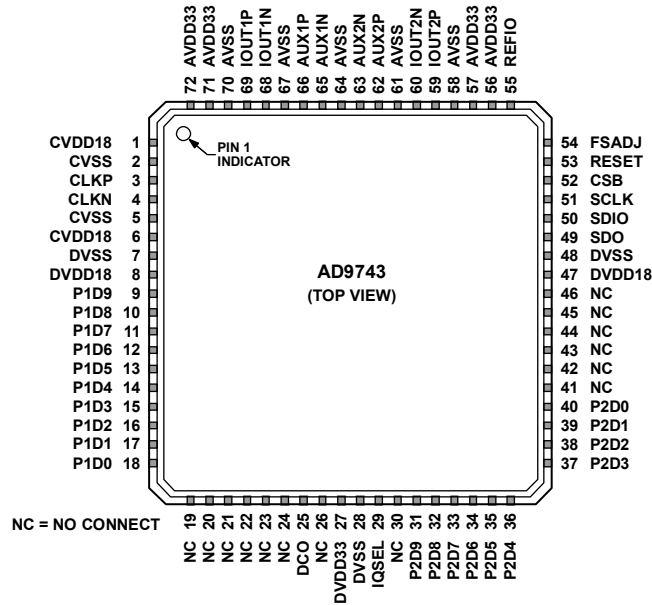 72 AVDD33
71 AVDD33
70 AVSS
69 IOUT1P
68 IOUT1N
67 AVSS
66 AUX1P
65 AUX1N
64 AVSS
63 AUX2N
62 AUX2P
61 AVSS
60 IOUT2N
59 IOUT2P
58 AVSS
57 AVDD33
56 AVDD33
55 REFIO
CVDD18 1
CVSS 2
CLKP 3
CLKN 4
CVSS 5
CVDD18 6
DVSS 7
DVDD18 8
P1D9 9
P1D8 10
P1D7 11
P1D6 12
P1D5 13
P1D4 14
P1D3 15
P1D2 16
P1D1 17
P1D0 18
PIN 1
INDICATOR
AD9743
(TOP VIEW)
54 FSADJ
53 RESET
52 CSB
51 SCLK
50 SDIO
49 SDO
48 DVSS
47 DVDD18
46 NC
45 NC
44 NC
43 NC
42 NC
41 NC
40 P2D0
39 P2D1
38 P2D2
37 P2D3
NC = NO CONNECT
NC 19
NC 20
NC 21
NC 22
NC 23
NC 24
DCO 25
NC 26
DVDD33 27
DVSS 28
IQSEL 29
NC 30
P2D9 31
P2D8 32
P2D7 33
P2D6 34
P2D5 35
P2D4 36